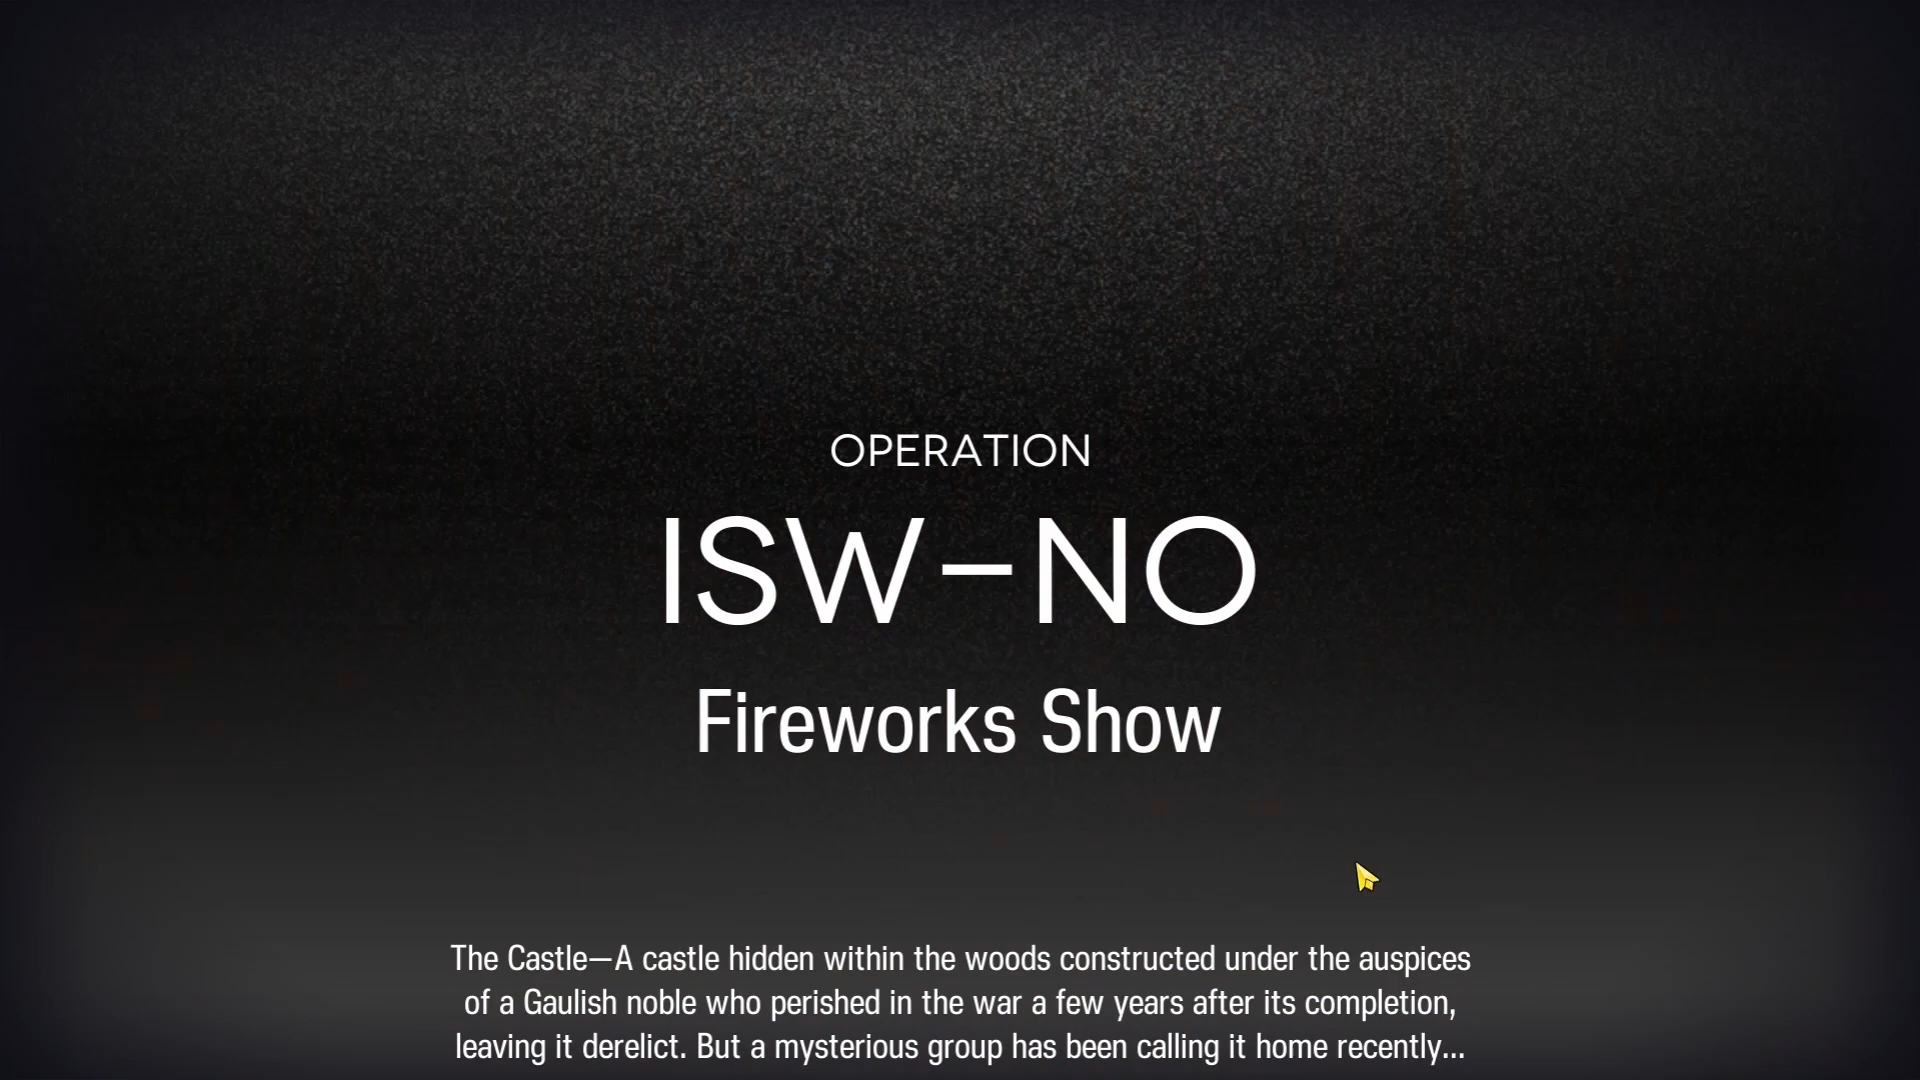 OPERATION
ISW-NO
Fireworks Show
The Castle—A castle hidden within the woods constructed under the auspices
of a Gaulish noble who perished in the war a few years after its completion,
leaving it derelict. But a mysterious group has been calling it home recently...